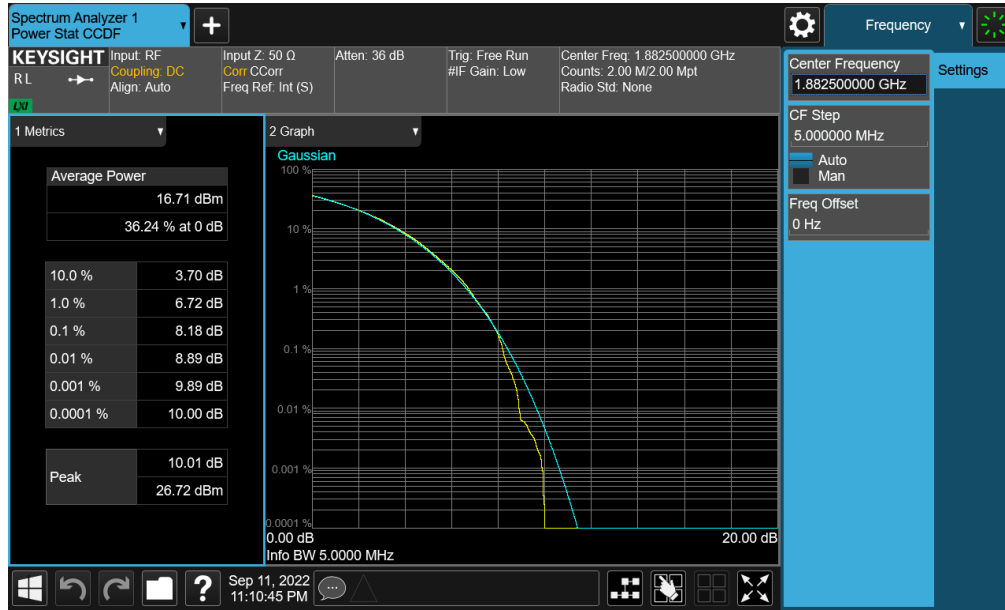 Spectrum Analyzer 1
Power Stat CCDF
+
Frequency
KEYSIGHT
R L
LXI
Input: RF
Coupling: DC
Align: Auto
Input Z: 50 Ω
Corr CCorr
Freq Ref: Int (S)
Atten: 36 dB
Trig: Free Run
#IF Gain: Low
Center Freq: 1.882500000 GHz
Counts: 2.00 M/2.00 Mpt
Radio Std: None
Center Frequency
1.882500000 GHz
Settings
CF Step
5.000000 MHz
Auto
Man
Freq Offset
0 Hz
1 Metrics
Average Power
16.71 dBm
36.24 % at 0 dB
10.0 % 3.70 dB
1.0 % 6.72 dB
0.1 % 8.18 dB
0.01 % 8.89 dB
0.001 % 9.89 dB
0.0001 % 10.00 dB
Peak
10.01 dB
26.72 dBm
2 Graph
Gaussian
100 %
10 %
1 %
0.1 %
0.01 %
0.001 %
0.0001 %
0.00 dB 20.00 dB
Info BW 5.0000 MHz
?
Sep 11, 2022
11:10:45 PM